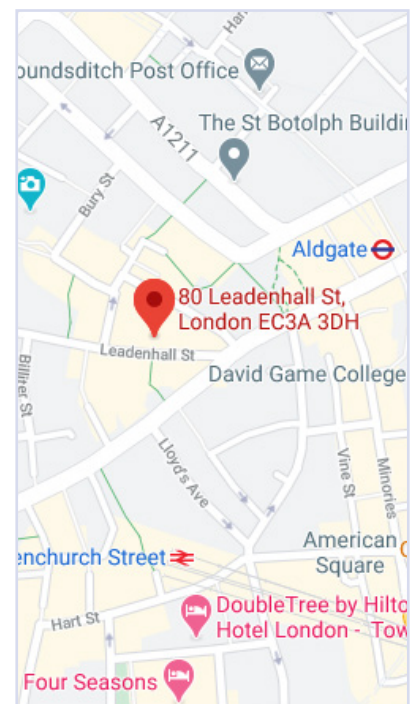 Har
oundsditch Post Office
A1211
The St Botolph Buildi
Bury St
Aldgate
80 Leadenhall St,
London EC3A 3DH
Leadenhall St
Billiter St
David Game College
Lloyd's Ave
Vine St
Minories
American
Square
enchurch Street
Hart St
DoubleTree by Hilto
Hotel London - Tow
Four Seasons